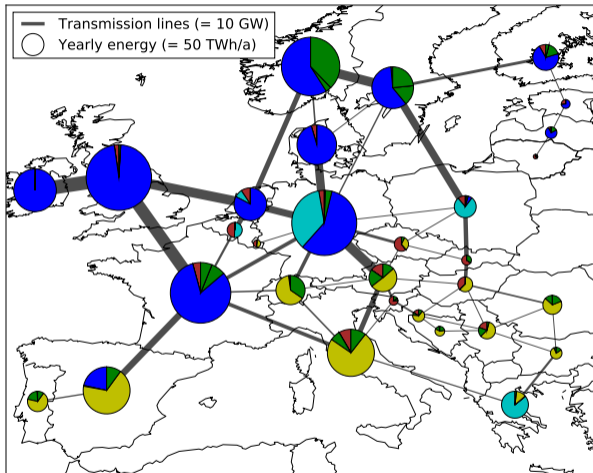 Transmission lines (= 10 GW)
Yearly energy (= 50 TWh/a)